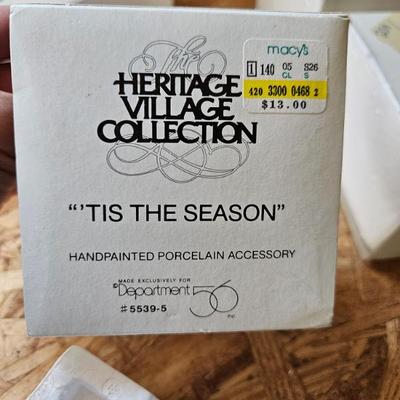 The
HERITAGE
VILLAGE
COLLECTION
macy's
1 140 05 S26
CL S
420 3300 0468 2
$13.00
"'TIS THE SEASON"
HANDPAINTED PORCELAIN ACCESSORY
MADE EXCLUSIVELY FOR
©Department 56 INC
#5539-5